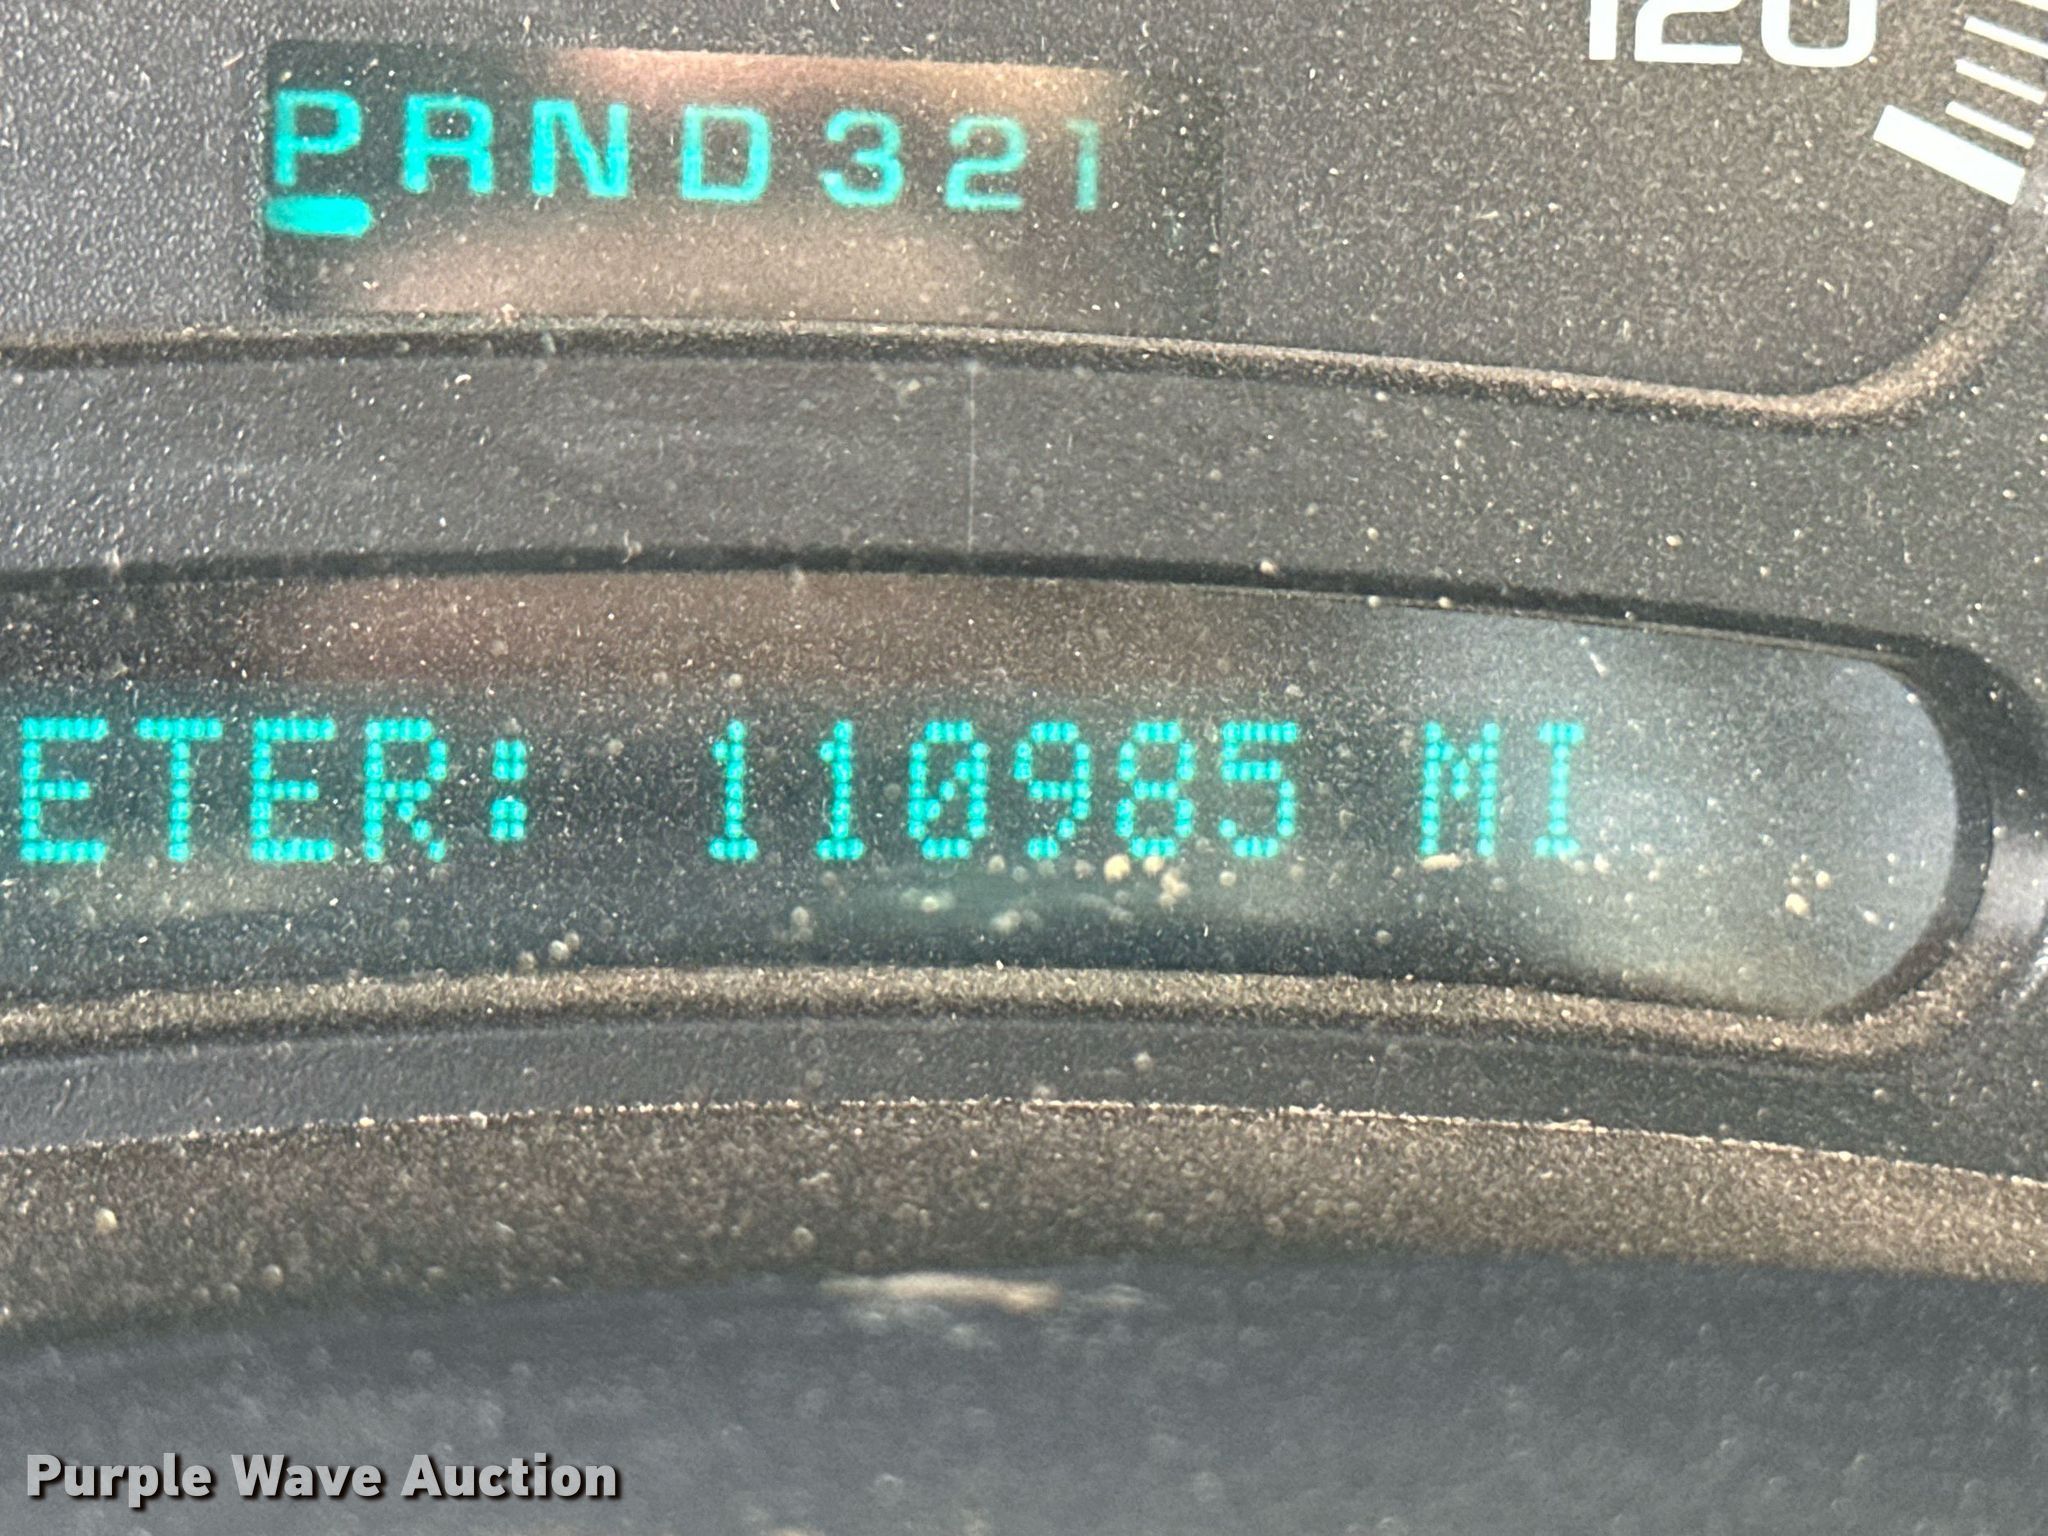 120
PRND321
ETER: 110985 MI
Purple Wave Auction